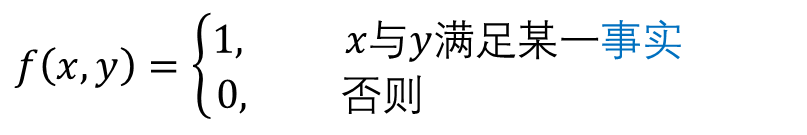 f(x, y) = {1, x与y满足某一事实
0, 否则